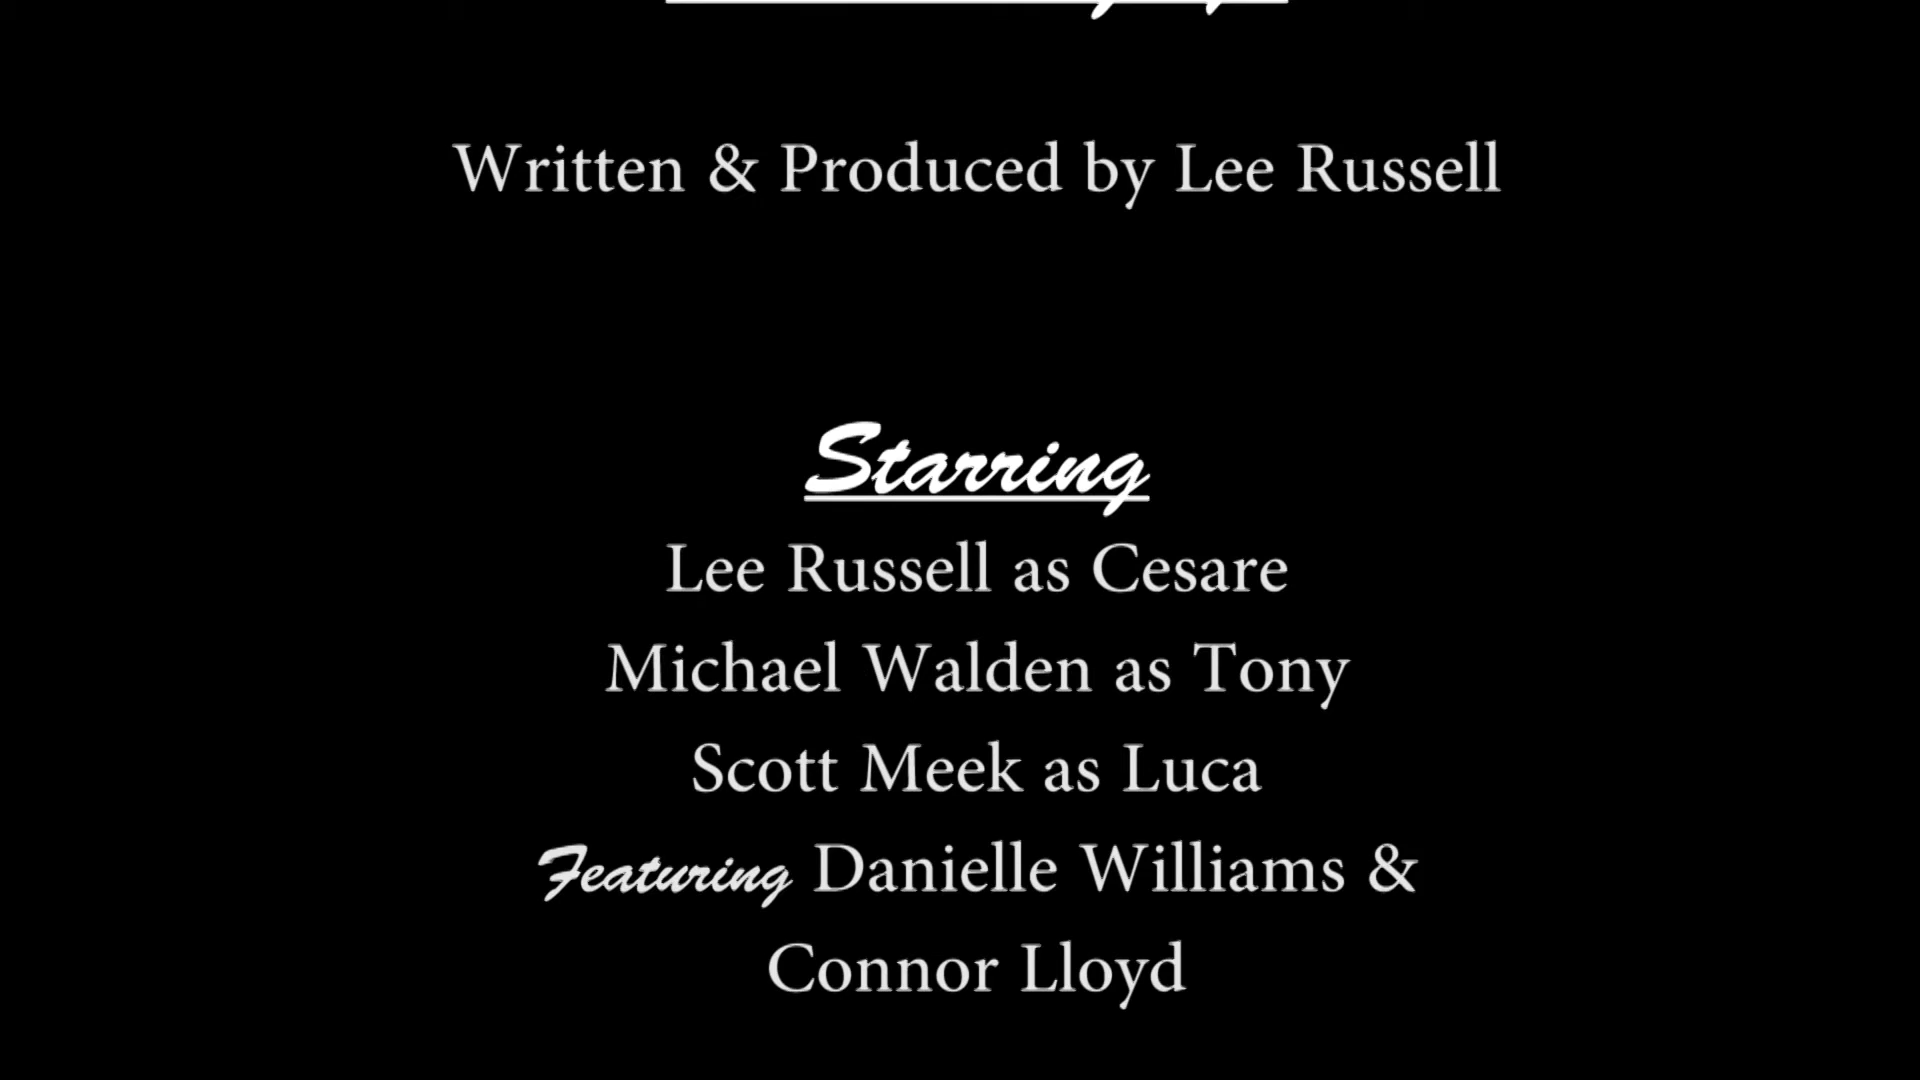 Written & Produced by Lee Russell
Starring
Lee Russell as Cesare
Michael Walden as Tony
Scott Meek as Luca
Featuring Danielle Williams &
Connor Lloyd